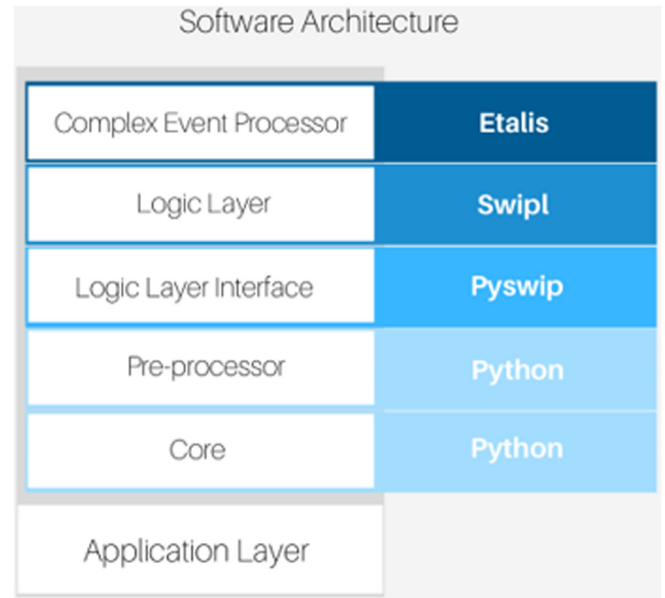 Software Architecture
Complex Event Processor Etalis
Logic Layer Swipl
Logic Layer Interface Pyswip
Pre-processor Python
Core Python
Application Layer